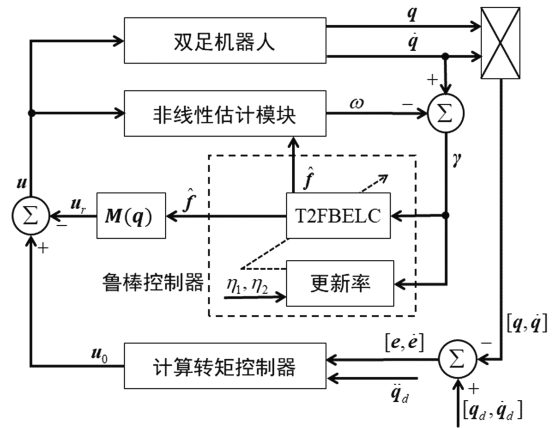 q
双足机器人
q̇
+
非线性估计模块
ω
−
Σ
γ
u
f̂
Σ
−
u_r
M(q)
f̂
T2FBELC
+
鲁棒控制器
η₁, η₂
更新率
[q, q̇]
[e, ė]
−
u₀
计算转矩控制器
Σ
q̈_d
+
[q_d, q̇_d]